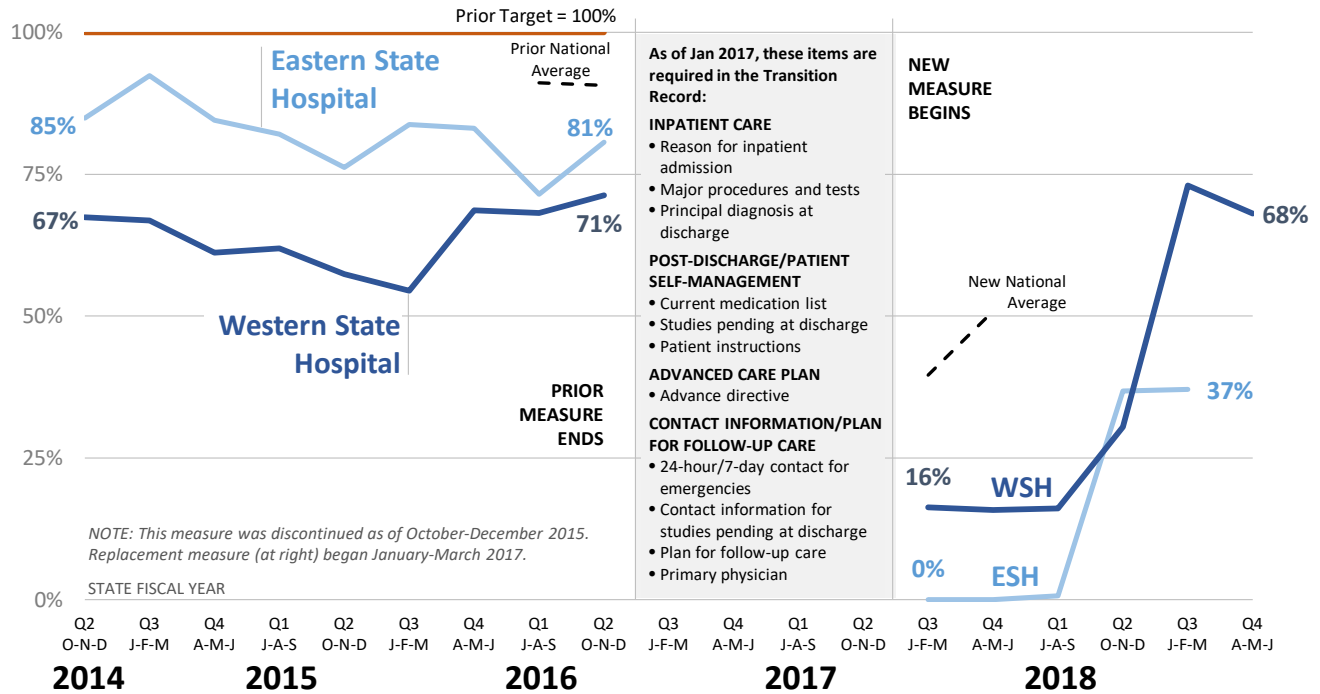 Prior Target = 100%
100%
75%
50%
25%
0%
Eastern State
Hospital
Prior National
Average
85%
81%
67%
71%
Western State
Hospital
PRIOR
MEASURE
ENDS
NOTE: This measure was discontinued as of October-December 2015.
Replacement measure (at right) began January-March 2017.
STATE FISCAL YEAR
As of Jan 2017, these items are
required in the Transition
Record:
INPATIENT CARE
• Reason for inpatient
admission
• Major procedures and tests
• Principal diagnosis at
discharge
POST-DISCHARGE/PATIENT
SELF-MANAGEMENT
• Current medication list
• Studies pending at discharge
• Patient instructions
ADVANCED CARE PLAN
• Advance directive
CONTACT INFORMATION/PLAN
FOR FOLLOW-UP CARE
• 24-hour/7-day contact for
emergencies
• Contact information for
studies pending at discharge
• Plan for follow-up care
• Primary physician
NEW
MEASURE
BEGINS
New National
Average
68%
37%
16%
WSH
0%
ESH
Q2 Q3 Q4 Q1 Q2 Q3 Q4 Q1 Q2 Q3 Q4 Q1 Q2 Q3 Q4 Q1 Q2 Q3 Q4
O-N-D J-F-M A-M-J J-A-S O-N-D J-F-M A-M-J J-A-S O-N-D J-F-M A-M-J J-A-S O-N-D J-F-M A-M-J J-A-S O-N-D J-F-M A-M-J
2014 2015 2016 2017 2018